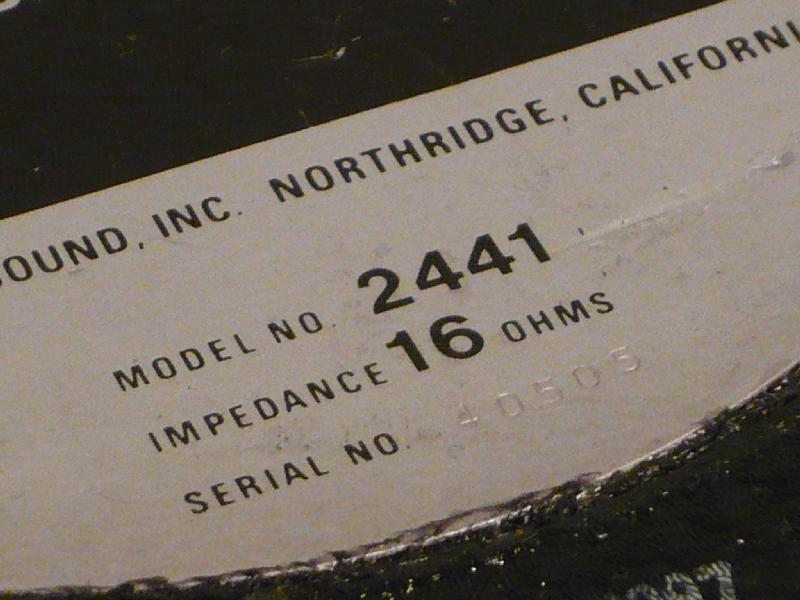 SOUND, INC. NORTHRIDGE, CALIFORNI
MODEL NO. 2441
IMPEDANCE 16 OHMS
SERIAL NO. 40505